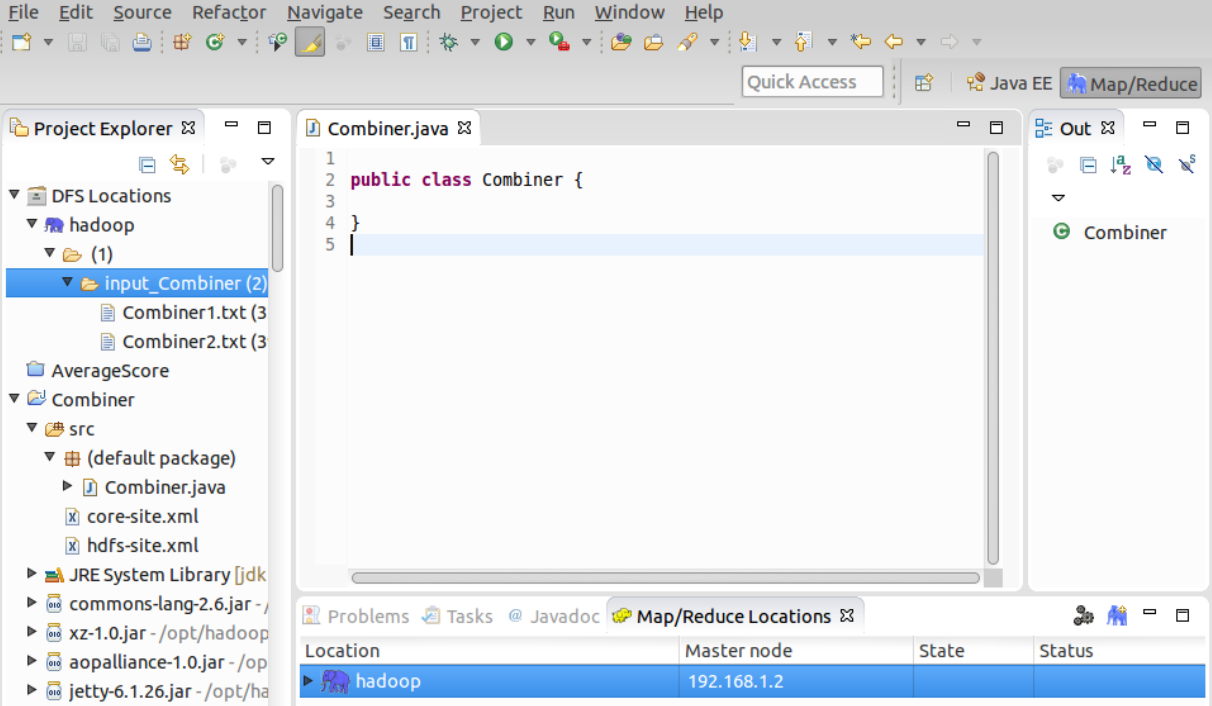 File Edit Source Refactor Navigate Search Project Run Window Help
Quick Access
Java EE
Map/Reduce
Project Explorer
DFS Locations
hadoop
(1)
input_Combiner (2)
Combiner1.txt (3
Combiner2.txt (3
AverageScore
Combiner
src
(default package)
Combiner.java
core-site.xml
hdfs-site.xml
JRE System Library [jdk
commons-lang-2.6.jar - /
xz-1.0.jar - /opt/hadoop
aopalliance-1.0.jar - /op
jetty-6.1.26.jar - /opt/ha
Combiner.java
1
2 public class Combiner {
3
4 }
5
Out
Combiner
Problems @ Javadoc Tasks Map/Reduce Locations
Location Master node State Status
hadoop 192.168.1.2